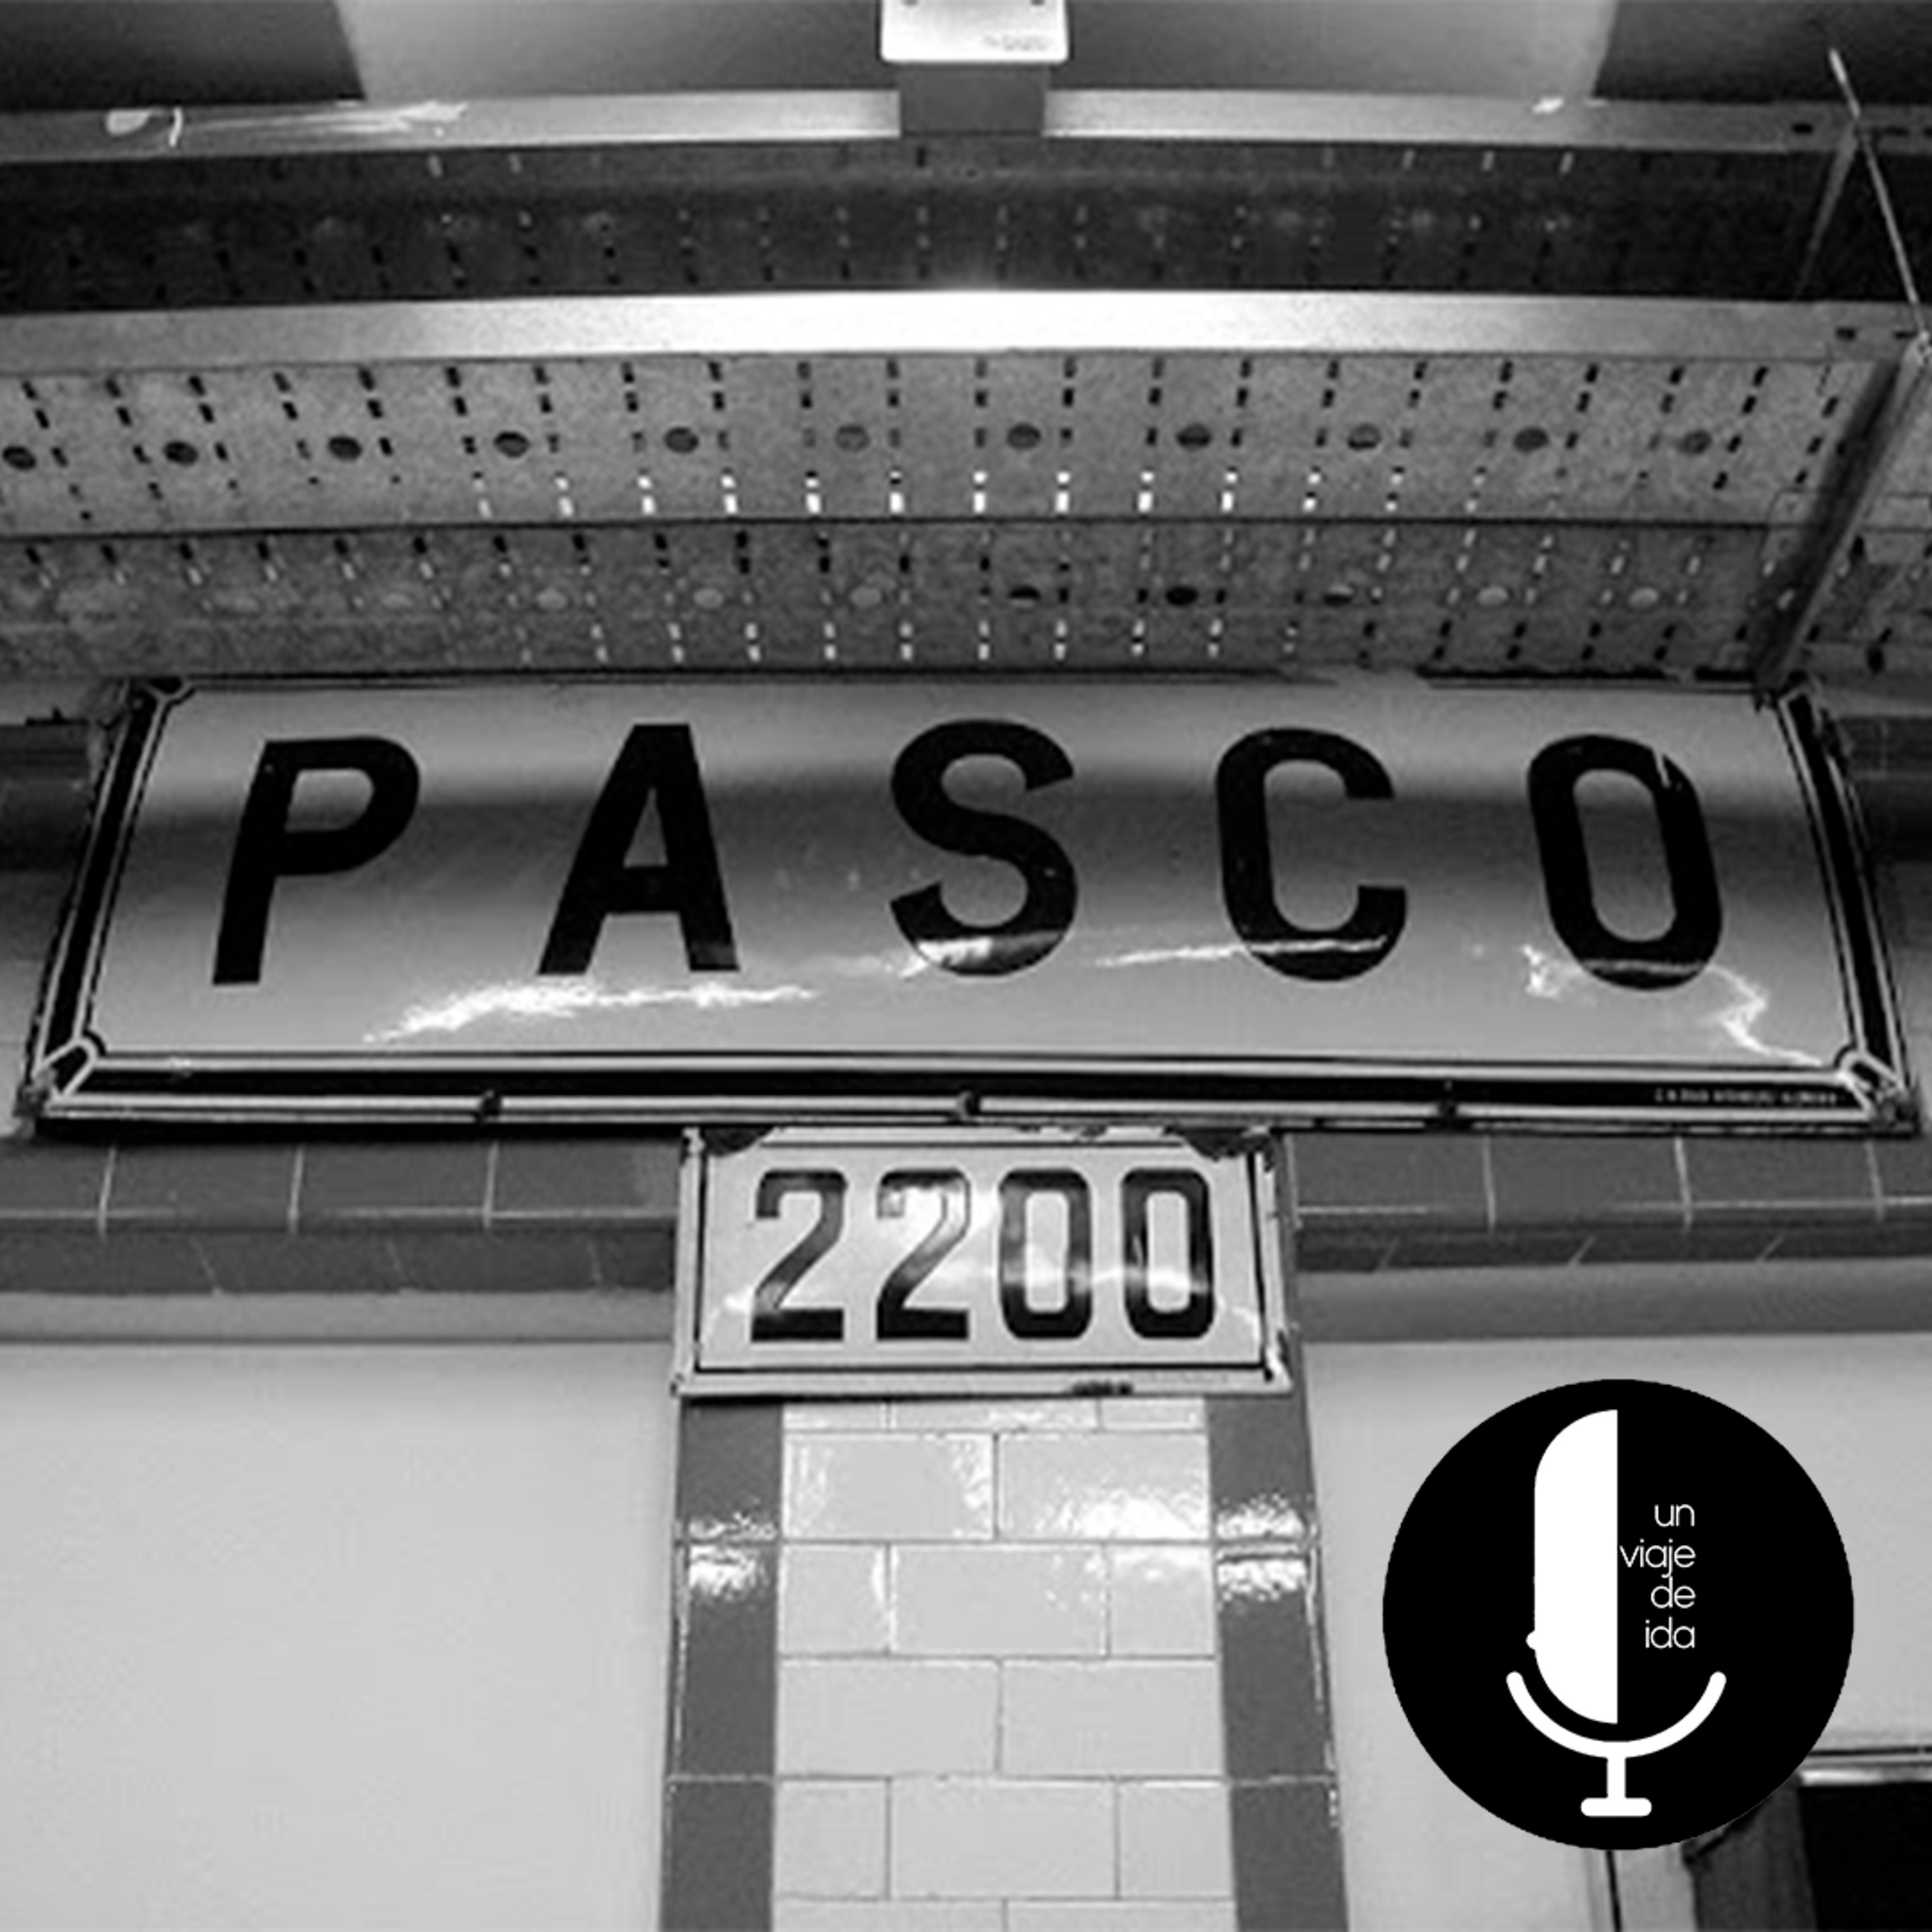 PASCO
2200
un
viaje
de
ida